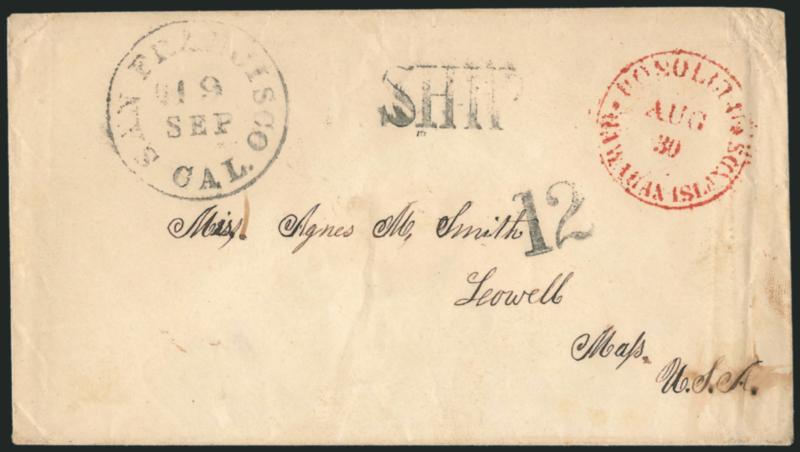 SAN FRANCISCO
19
SEP
CAL.
SHIP
HONOLULU
AUG
30
HAWAIIAN ISLANDS
12
Miss. Agnes M. Smith
Lowell
Mass.
U.S.A.